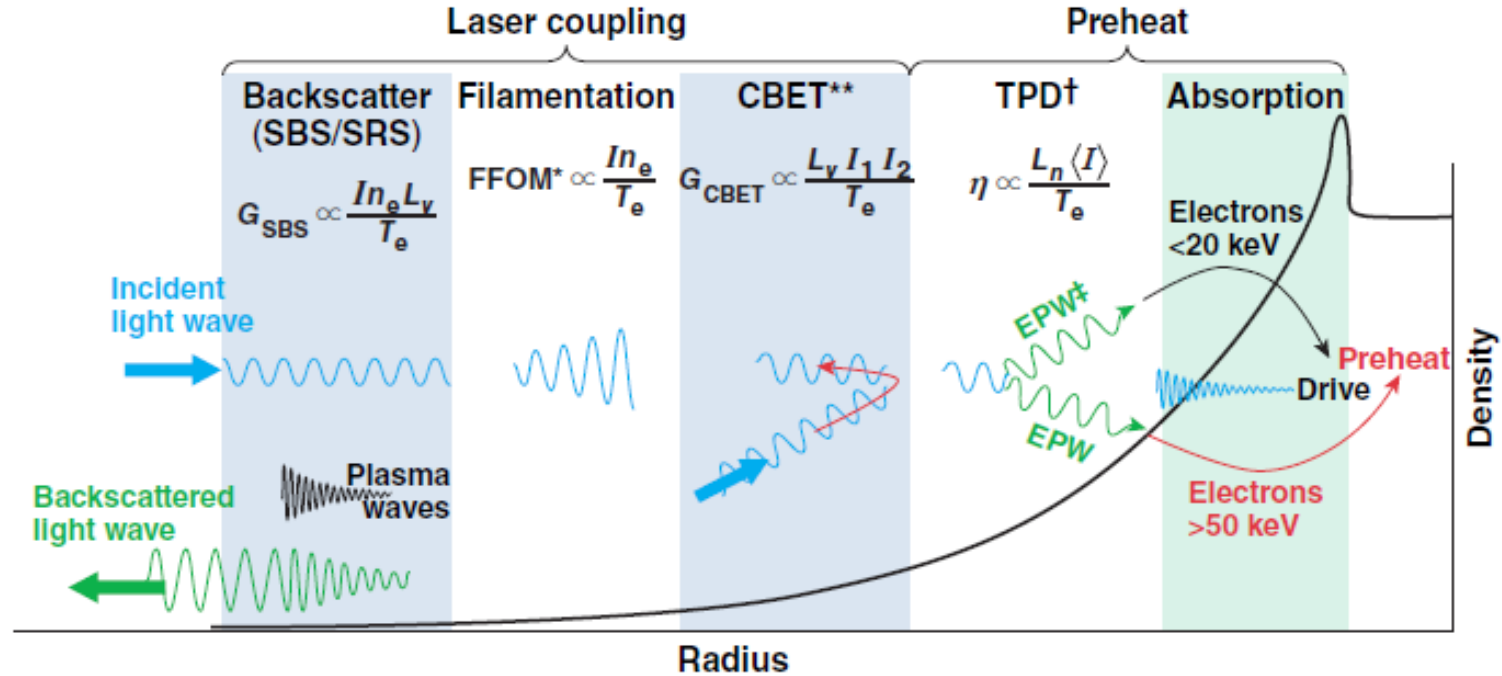 Laser coupling
Preheat
Backscatter
(SBS/SRS)
Filamentation
CBET**
TPD†
Absorption
G_SBS ∝ In_e L_v / T_e
FFOM* ∝ In_e / T_e
G_CBET ∝ L_v I_1 I_2 / T_e
η ∝ L_n ⟨I⟩ / T_e
Electrons
<20 keV
Incident
light wave
EPW‡
Preheat
Drive
EPW
Plasma
waves
Electrons
>50 keV
Backscattered
light wave
Density
Radius